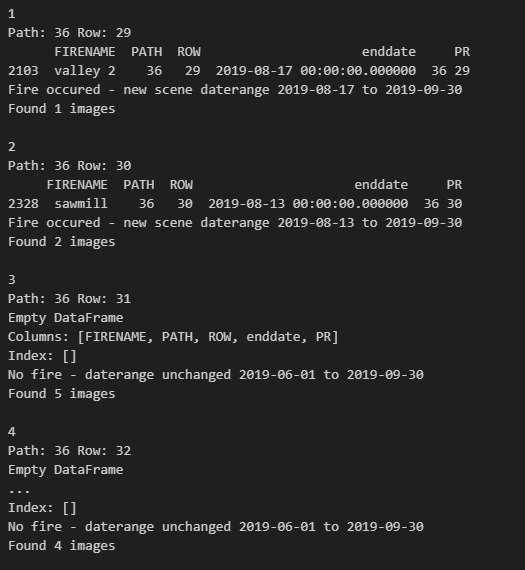 1
Path: 36 Row: 29
FIRENAME PATH ROW enddate PR
2103 valley 2 36 29 2019-08-17 00:00:00.000000 36 29
Fire occured - new scene daterange 2019-08-17 to 2019-09-30
Found 1 images
2
Path: 36 Row: 30
FIRENAME PATH ROW enddate PR
2328 sawmill 36 30 2019-08-13 00:00:00.000000 36 30
Fire occured - new scene daterange 2019-08-13 to 2019-09-30
Found 2 images
3
Path: 36 Row: 31
Empty DataFrame
Columns: [FIRENAME, PATH, ROW, enddate, PR]
Index: []
No fire - daterange unchanged 2019-06-01 to 2019-09-30
Found 5 images
4
Path: 36 Row: 32
Empty DataFrame
...
Index: []
No fire - daterange unchanged 2019-06-01 to 2019-09-30
Found 4 images